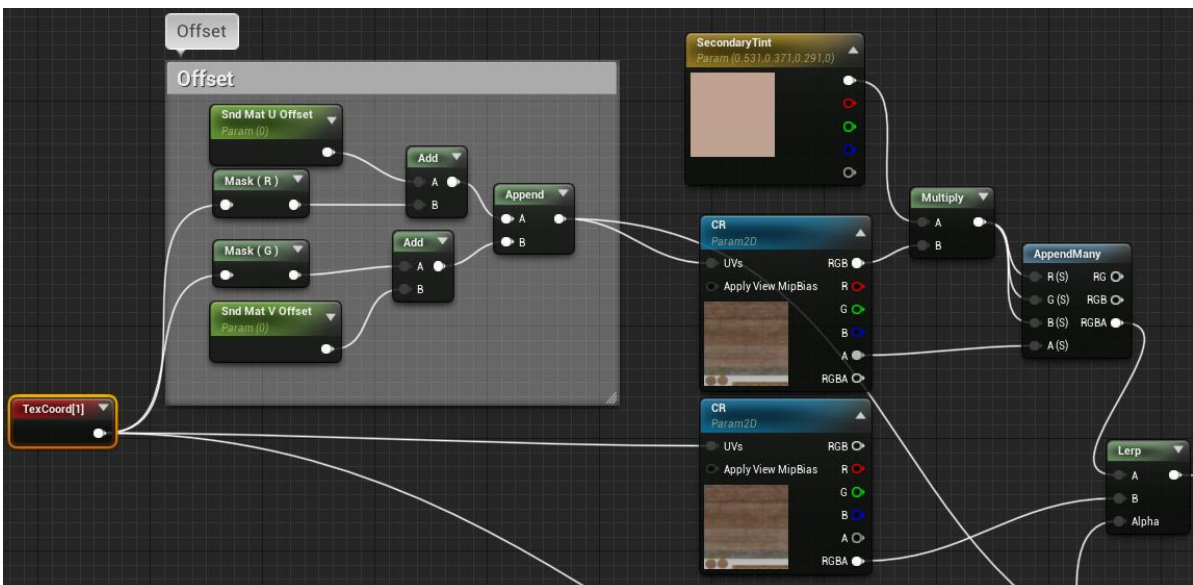 Offset
Offset
Snd Mat U Offset
Param (0)
Mask ( R )
Add
A
B
Append
A
B
Mask ( G )
Add
A
B
Snd Mat V Offset
Param (0)
TexCoord[1]
SecondaryTint
Param (0.531,0.371,0.291,0)
CR
Param2D
UVs RGB
Apply View MipBias R
G
B
A
RGBA
CR
Param2D
UVs RGB
Apply View MipBias R
G
B
A
RGBA
Multiply
A
B
AppendMany
R (S) RG
G (S) RGB
B (S) RGBA
A (S)
Lerp
A
B
Alpha